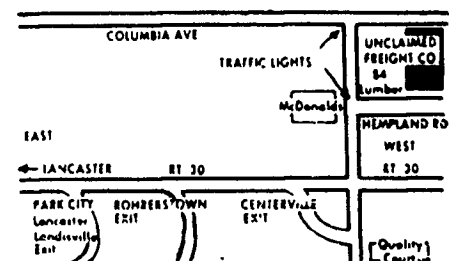 COLUMBIA AVE
UNCLAIMED
FREIGHT CO
84
Lumber
TRAFFIC LIGHTS
McDonalds
HEMPLAND RD
EAST
WEST
LANCASTER
RT 30
RT 30
PARK CITY
Lancaster
Landisville
Exit
ROHRERSTOWN
EXIT
CENTERVILLE
EXIT
Quality
Court